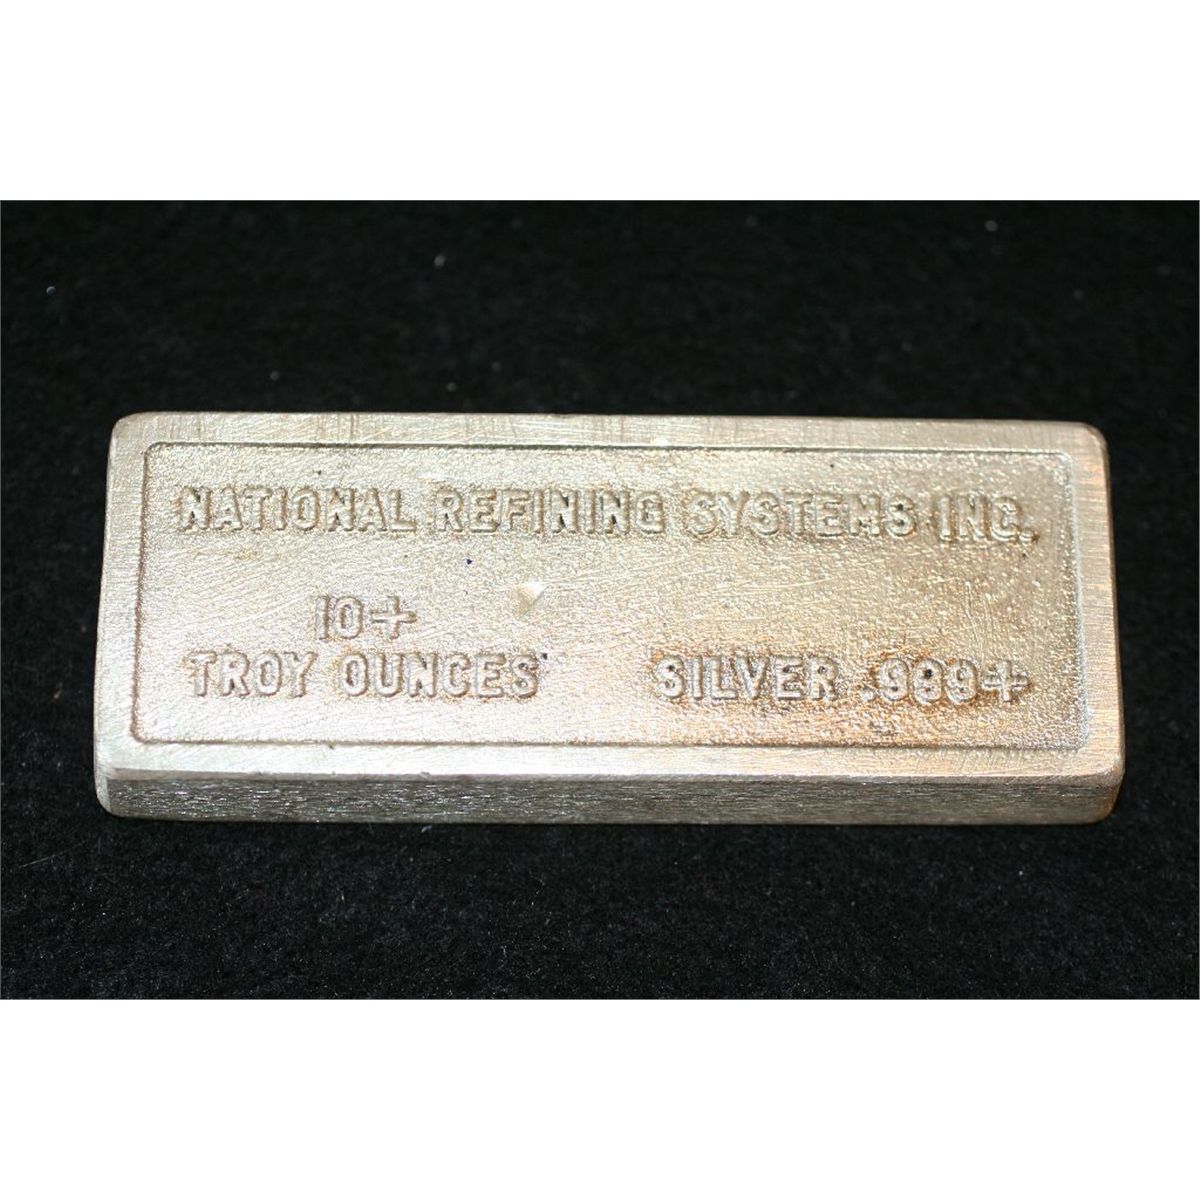 NATIONAL REFINING SYSTEMS INC.
10+
TROY OUNCES SILVER .999+